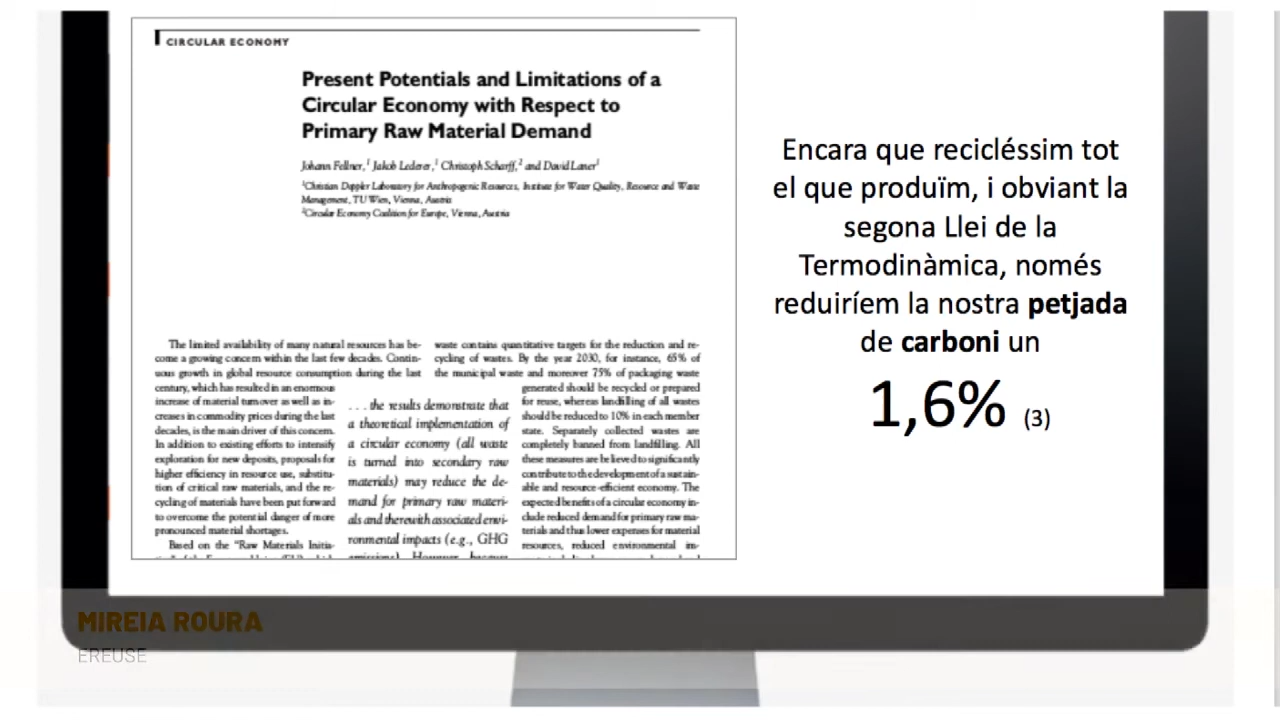 CIRCULAR ECONOMY
Present Potentials and Limitations of a
Circular Economy with Respect to
Primary Raw Material Demand
Johann Fellner,1 Jakob Lederer,1 Christoph Scharff,2 and David Laner1
1Christian Doppler Laboratory for Anthropogenic Resources, Institute for Water Quality, Resource and Waste
Management, TU Wien, Vienna, Austria
2Circular Economy Coalition for Europe, Vienna, Austria
The limited availability of many natural resources has be-
come a growing concern within the last few decades. Contin-
uous growth in global resource consumption during the last
century, which has resulted in an enormous
increase of material turnover as well as in-
creases in commodity prices during the last
decades, is the main driver of this concern.
In addition to existing efforts to intensify
exploration for new deposits, proposals for
higher efficiency in resource use, substitu-
tion of critical raw materials, and the re-
cycling of materials have been put forward
to overcome the potential danger of more
pronounced material shortages.
Based on the "Raw Materials Initia-
. . . the results demonstrate that
a theoretical implementation of
a circular economy (all waste
is turned into secondary raw
materials) may reduce the de-
mand for primary raw materi-
als and therewith associated envi-
ronmental impacts (e.g., GHG
emissions). However, because
waste contains quantitative targets for the reduction and re-
cycling of wastes. By the year 2030, for instance, 65% of
the municipal waste and moreover 75% of packaging waste
generated should be recycled or prepared
for reuse, whereas landfilling of all wastes
should be reduced to 10% in each member
state. Separately collected wastes are
completely banned from landfilling. All
these measures are believed to significantly
contribute to the development of a sustain-
able and resource-efficient economy. The
expected benefits of a circular economy in-
clude reduced demand for primary raw ma-
terials and thus lower expenses for material
resources, reduced environmental im-
Encara que recicléssim tot
el que produïm, i obviant la
segona Llei de la
Termodinàmica, només
reduiríem la nostra petjada
de carboni un
1,6% (3)
MIREIA ROURA
EREUSE